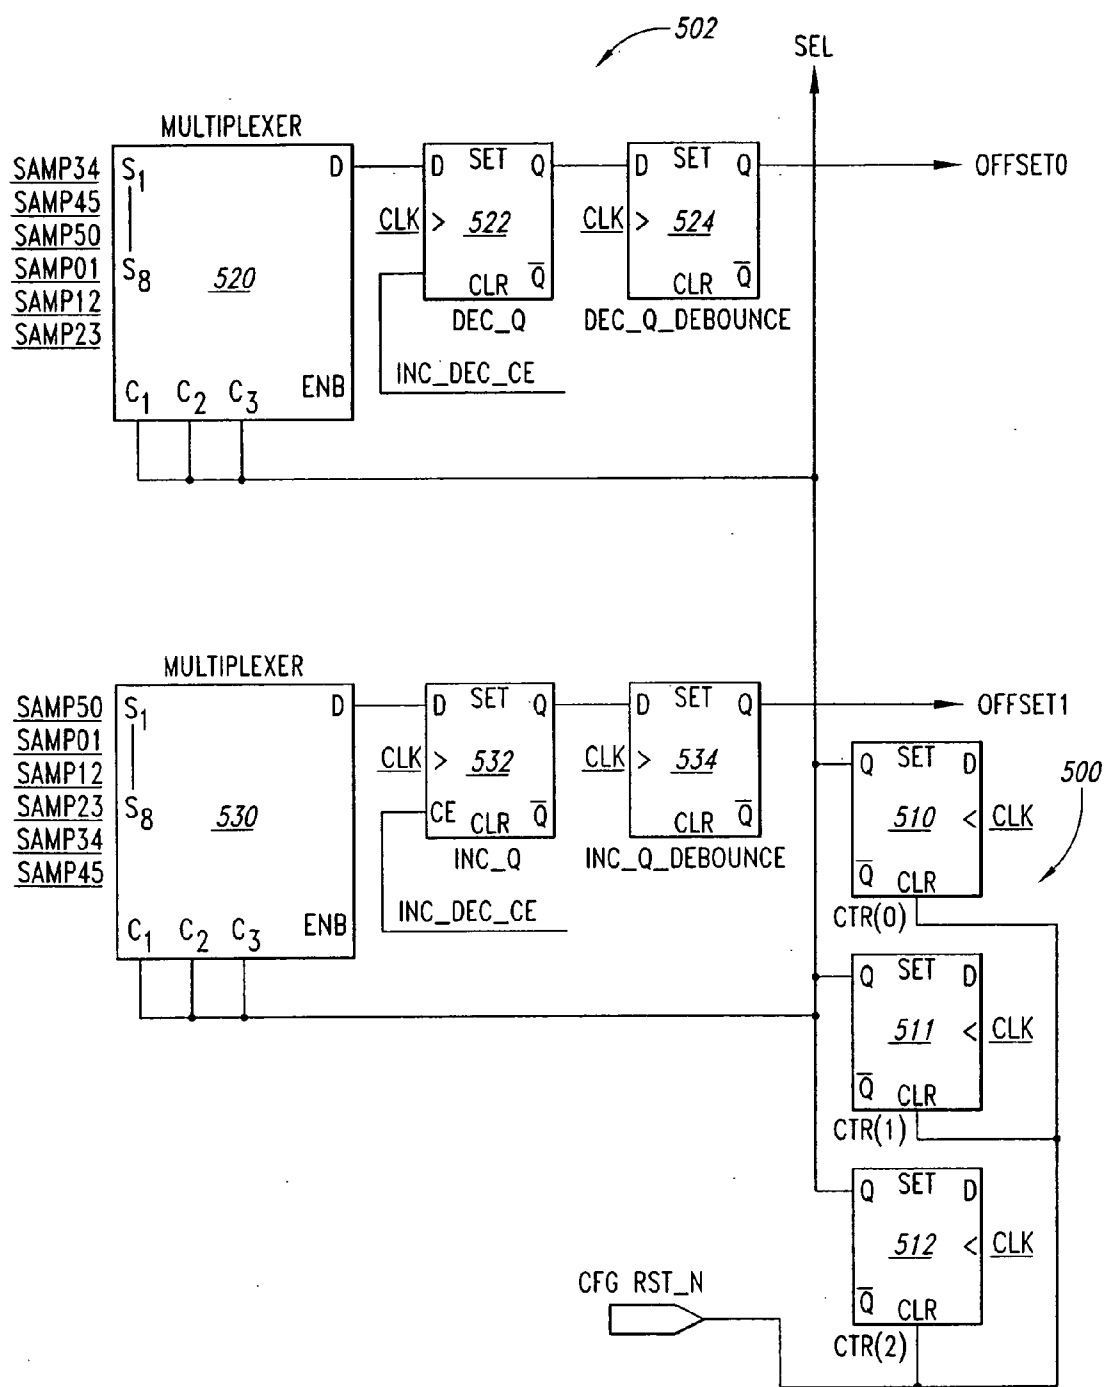 502
SEL
MULTIPLEXER
SAMP34
SAMP45
SAMP50
SAMP01
SAMP12
SAMP23
S1
S8
D
520
C1 C2 C3 ENB
D SET Q
CLK > 522
CLR Q̅
DEC_Q
INC_DEC_CE
D SET Q
CLK > 524
CLR Q̅
DEC_Q_DEBOUNCE
OFFSET0
MULTIPLEXER
SAMP50
SAMP01
SAMP12
SAMP23
SAMP34
SAMP45
S1
S8
D
530
C1 C2 C3 ENB
D SET Q
CLK > 532
CE CLR Q̅
INC_Q
INC_DEC_CE
D SET Q
CLK > 534
CLR Q̅
INC_Q_DEBOUNCE
OFFSET1
500
Q SET D
510 < CLK
Q̅ CLR
CTR(0)
Q SET D
511 < CLK
Q̅ CLR
CTR(1)
Q SET D
512 < CLK
Q̅ CLR
CTR(2)
CFG RST_N